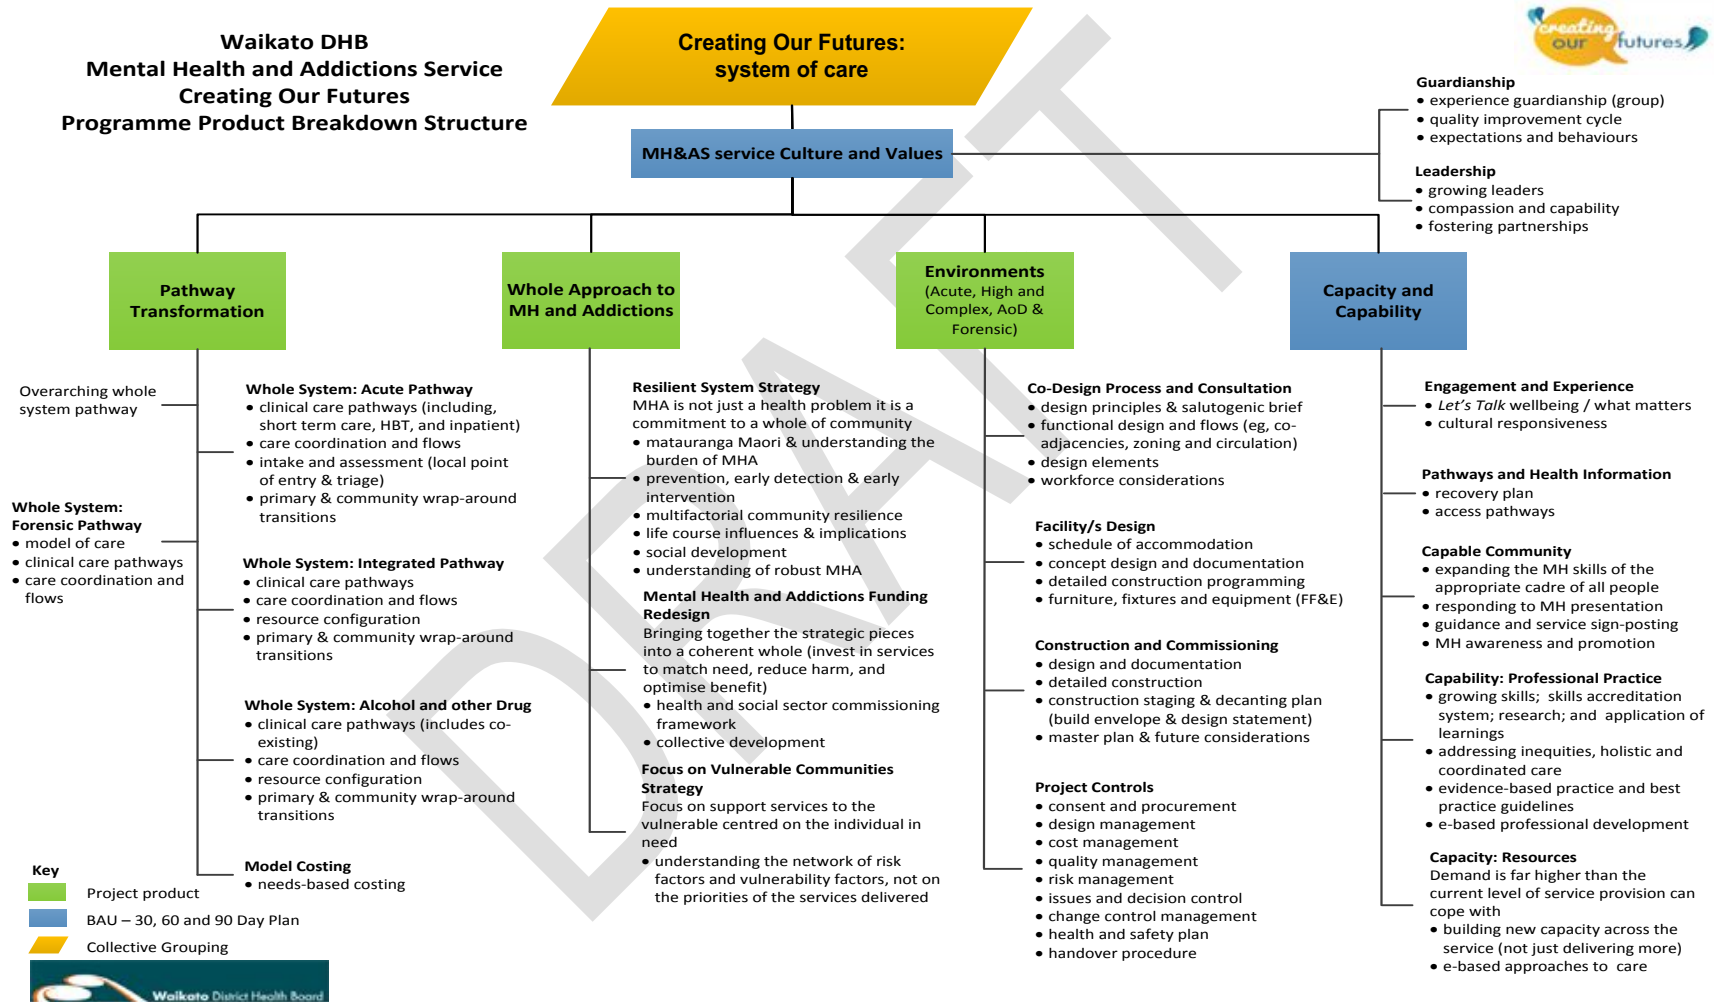 Waikato DHB
Mental Health and Addictions Service
Creating Our Futures
Programme Product Breakdown Structure
Creating Our Futures:
system of care
creating
our futures
MH&AS service Culture and Values
Guardianship
• experience guardianship (group)
• quality improvement cycle
• expectations and behaviours
Leadership
• growing leaders
• compassion and capability
• fostering partnerships
Pathway
Transformation
Overarching whole
system pathway
Whole System:
Forensic Pathway
• model of care
• clinical care pathways
• care coordination and
flows
Whole System: Acute Pathway
• clinical care pathways (including,
short term care, HBT, and inpatient)
• care coordination and flows
• intake and assessment (local point
of entry & triage)
• primary & community wrap-around
transitions
Whole System: Integrated Pathway
• clinical care pathways
• care coordination and flows
• resource configuration
• primary & community wrap-around
transitions
Whole System: Alcohol and other Drug
• clinical care pathways (includes co-
existing)
• care coordination and flows
• resource configuration
• primary & community wrap-around
transitions
Model Costing
• needs-based costing
Whole Approach to
MH and Addictions
Resilient System Strategy
MHA is not just a health problem it is a
commitment to a whole of community
• matauranga Maori & understanding the
burden of MHA
• prevention, early detection & early
intervention
• multifactorial community resilience
• life course influences & implications
• social development
• understanding of robust MHA
Mental Health and Addictions Funding
Redesign
Bringing together the strategic pieces
into a coherent whole (invest in services
to match need, reduce harm, and
optimise benefit)
• health and social sector commissioning
framework
• collective development
Focus on Vulnerable Communities
Strategy
Focus on support services to the
vulnerable centred on the individual in
need
• understanding the network of risk
factors and vulnerability factors, not on
the priorities of the services delivered
Environments
(Acute, High and
Complex, AoD &
Forensic)
Co-Design Process and Consultation
• design principles & salutogenic brief
• functional design and flows (eg, co-
adjacencies, zoning and circulation)
• design elements
• workforce considerations
Facility/s Design
• schedule of accommodation
• concept design and documentation
• detailed construction programming
• furniture, fixtures and equipment (FF&E)
Construction and Commissioning
• design and documentation
• detailed construction
• construction staging & decanting plan
(build envelope & design statement)
• master plan & future considerations
Project Controls
• consent and procurement
• design management
• cost management
• quality management
• risk management
• issues and decision control
• change control management
• health and safety plan
• handover procedure
Capacity and
Capability
Engagement and Experience
• Let's Talk wellbeing / what matters
• cultural responsiveness
Pathways and Health Information
• recovery plan
• access pathways
Capable Community
• expanding the MH skills of the
appropriate cadre of all people
• responding to MH presentation
• guidance and service sign-posting
• MH awareness and promotion
Capability: Professional Practice
• growing skills; skills accreditation
system; research; and application of
learnings
• addressing inequities, holistic and
coordinated care
• evidence-based practice and best
practice guidelines
• e-based professional development
Capacity: Resources
Demand is far higher than the
current level of service provision can
cope with
• building new capacity across the
service (not just delivering more)
• e-based approaches to care
Key
Project product
BAU – 30, 60 and 90 Day Plan
Collective Grouping
Waikato District Health Board
DRAFT